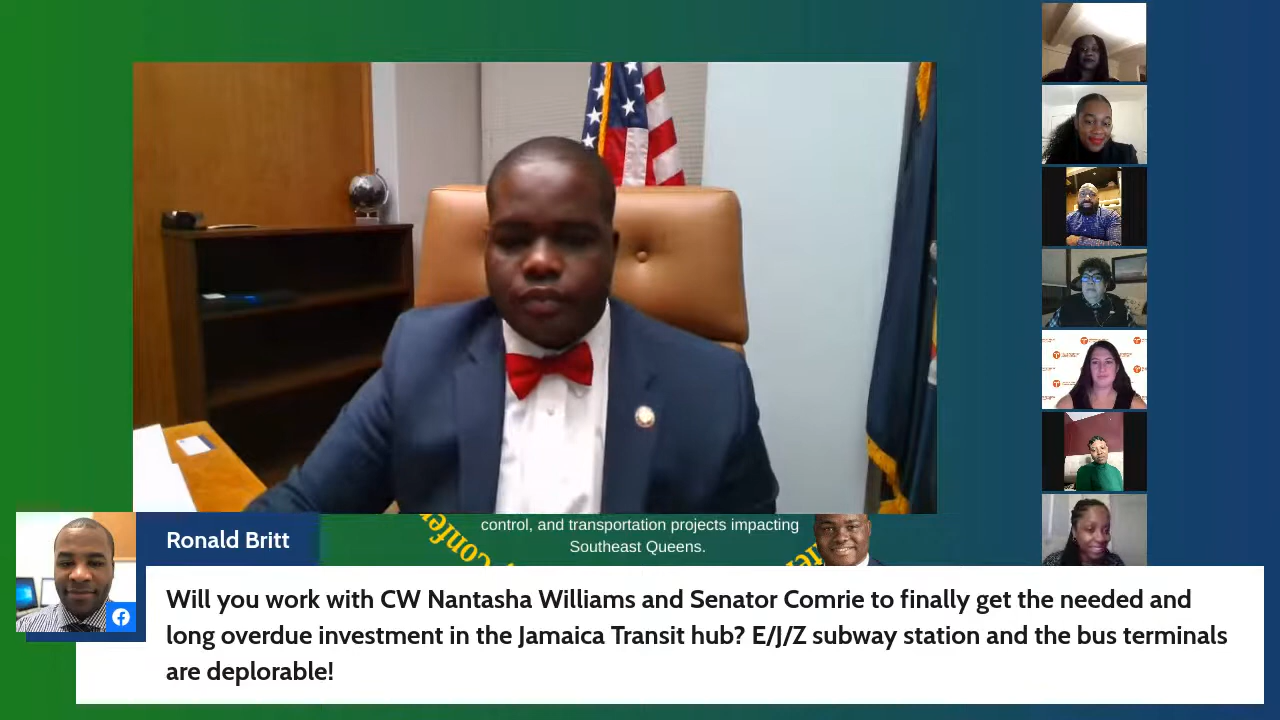 control, and transportation projects impacting
Southeast Queens.
Ronald Britt
Will you work with CW Nantasha Williams and Senator Comrie to finally get the needed and
long overdue investment in the Jamaica Transit hub? E/J/Z subway station and the bus terminals
are deplorable!